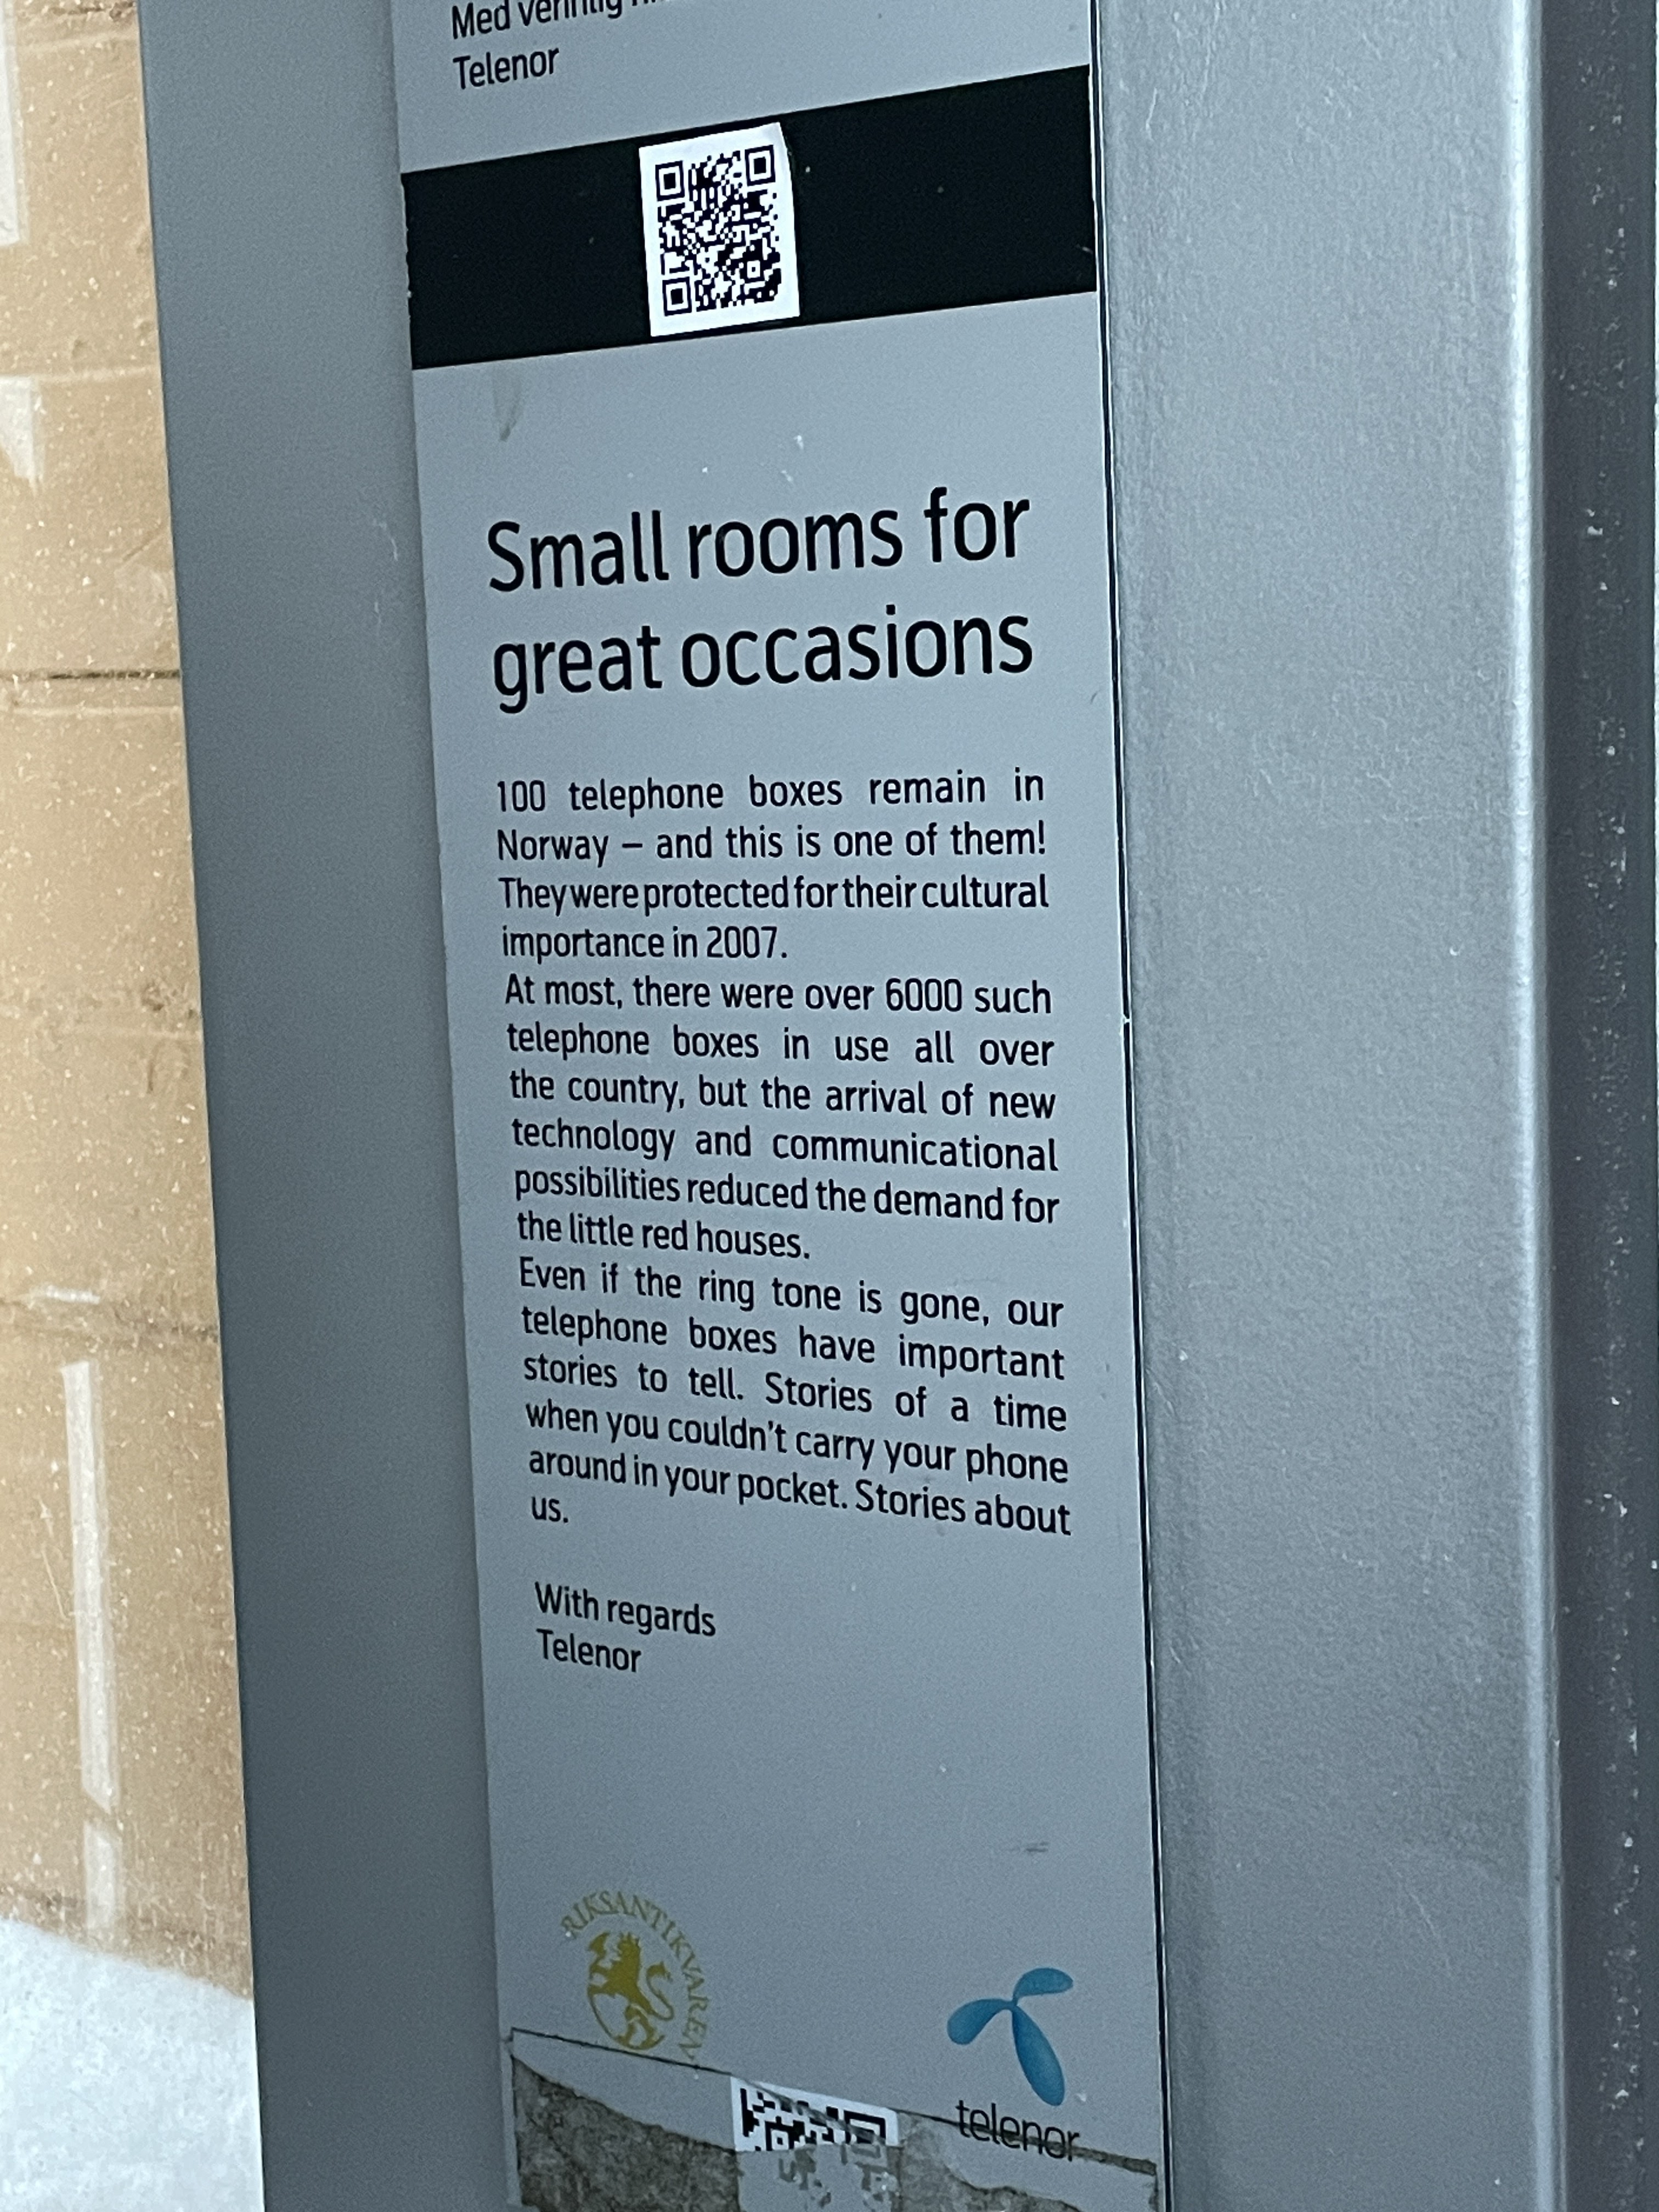 Med vennlig
Telenor
Small rooms for
great occasions
100 telephone boxes remain in
Norway – and this is one of them!
They were protected for their cultural
importance in 2007.
At most, there were over 6000 such
telephone boxes in use all over
the country, but the arrival of new
technology and communicational
possibilities reduced the demand for
the little red houses.
Even if the ring tone is gone, our
telephone boxes have important
stories to tell. Stories of a time
when you couldn't carry your phone
around in your pocket. Stories about
us.
With regards
Telenor
RIKSANTIKVAREN
telenor